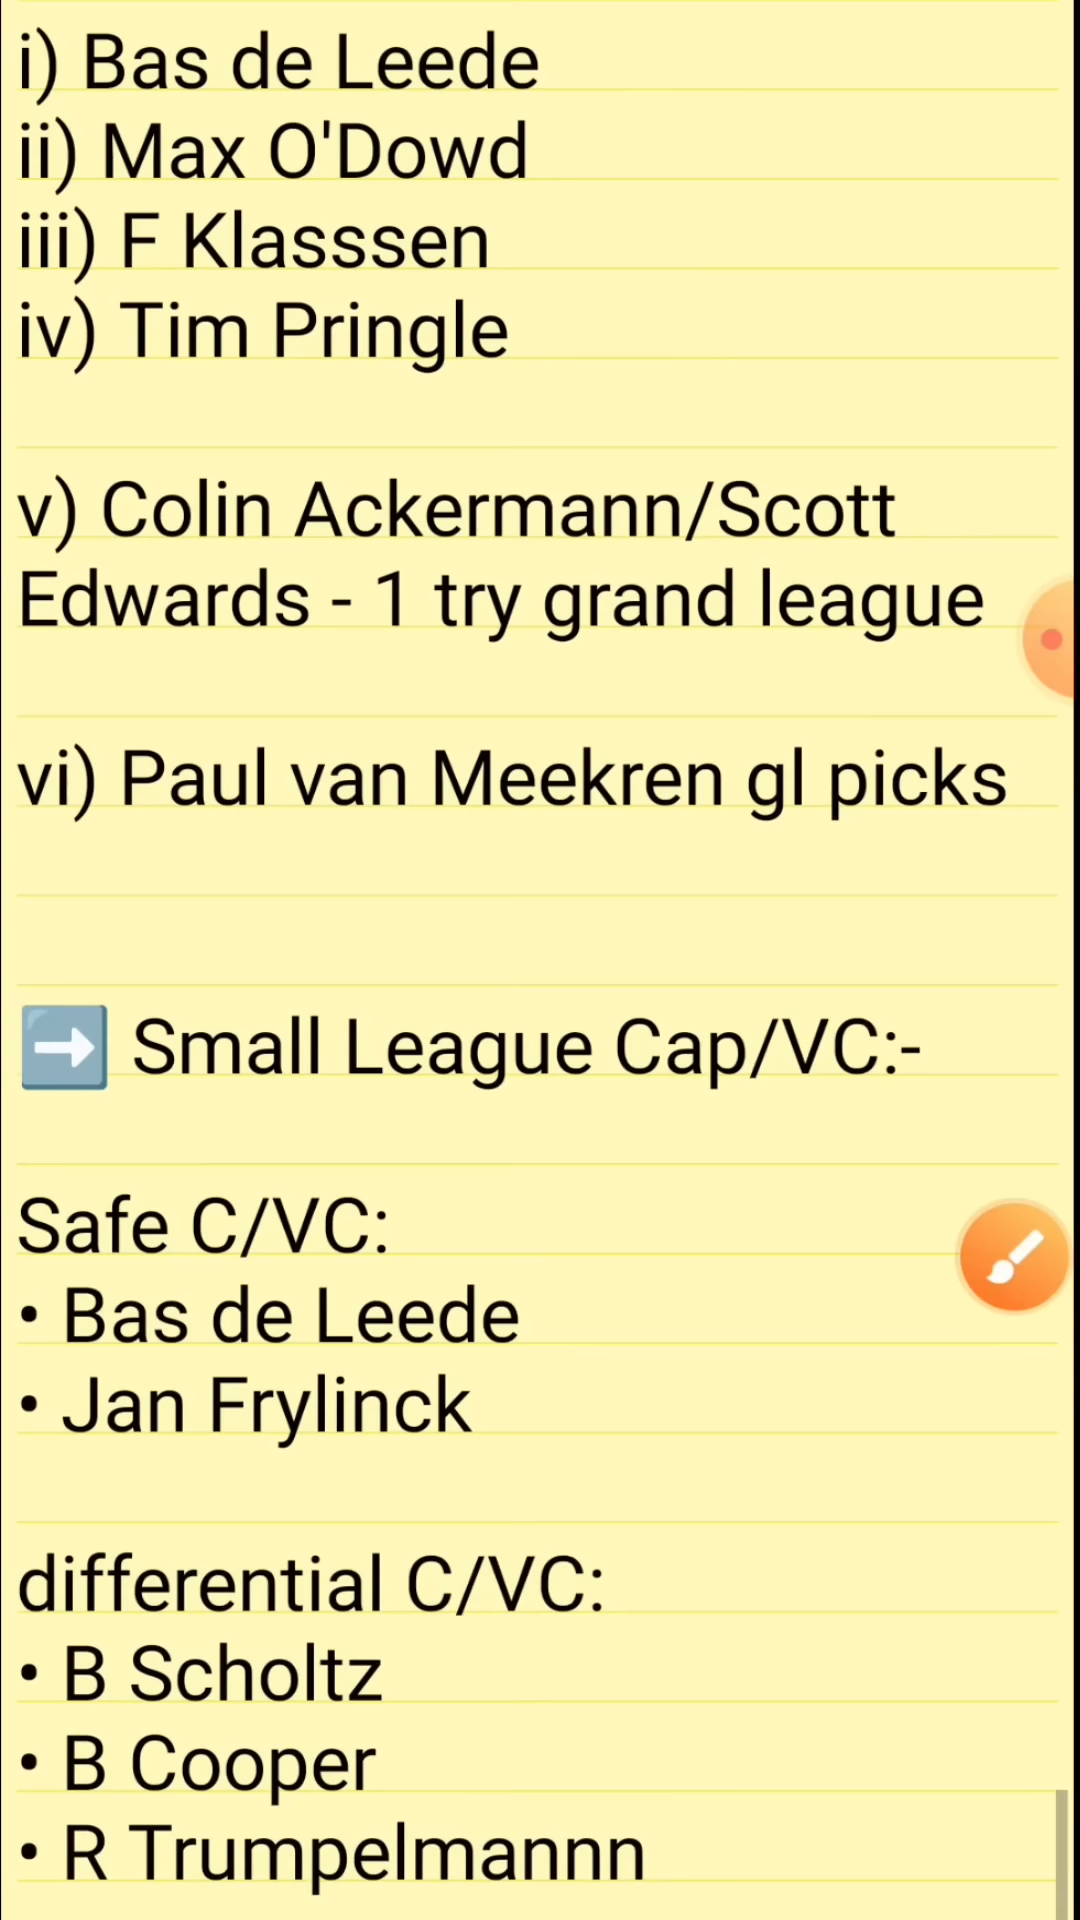 i) Bas de Leede
ii) Max O'Dowd
iii) F Klasssen
iv) Tim Pringle
v) Colin Ackermann/Scott
Edwards - 1 try grand league
vi) Paul van Meekren gl picks
➡️ Small League Cap/VC:-
Safe C/VC:
• Bas de Leede
• Jan Frylinck
differential C/VC:
• B Scholtz
• B Cooper
• R Trumpelmannn